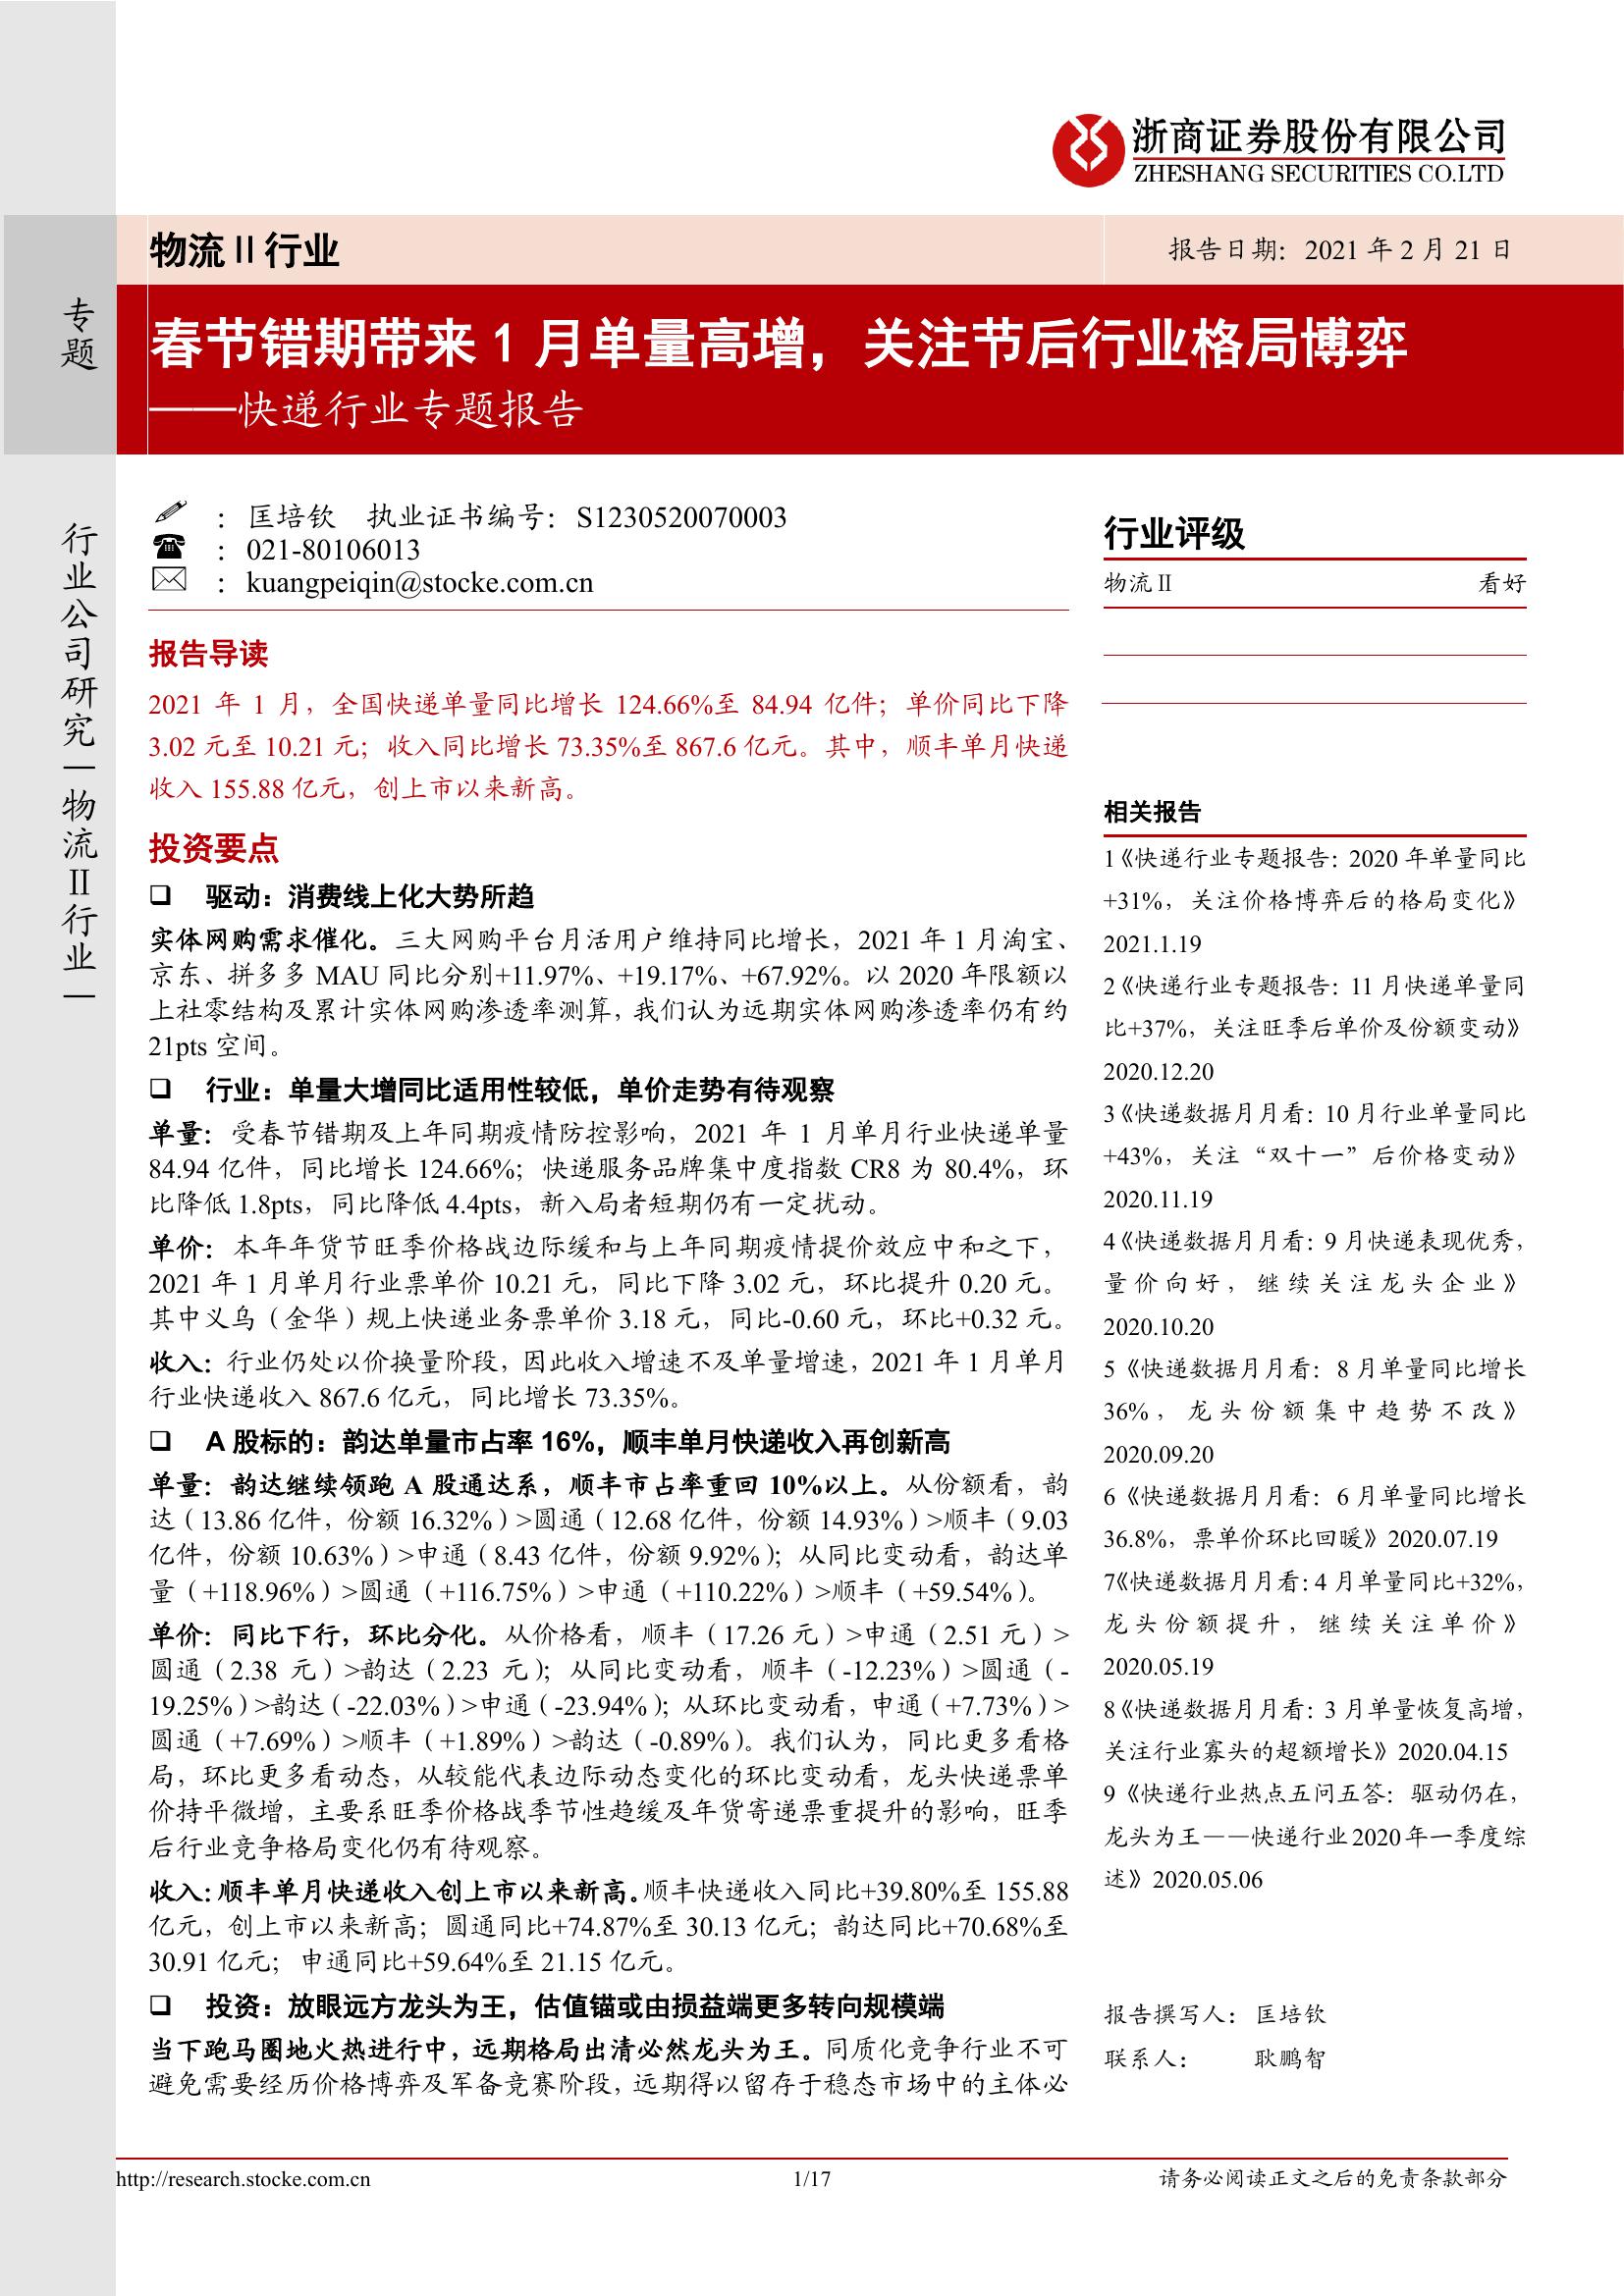 浙商证券股份有限公司
ZHESHANG SECURITIES CO.LTD
物流Ⅱ行业
报告日期：2021 年 2 月 21 日
专题
春节错期带来 1 月单量高增，关注节后行业格局博弈
——快递行业专题报告
行业公司研究｜物流Ⅱ行业｜
：匡培钦 执业证书编号：S1230520070003
：021-80106013
：kuangpeiqin@stocke.com.cn
报告导读
2021 年 1 月，全国快递单量同比增长 124.66%至 84.94 亿件；单价同比下降
3.02 元至 10.21 元；收入同比增长 73.35%至 867.6 亿元。其中，顺丰单月快递
收入 155.88 亿元，创上市以来新高。
投资要点
❑ 驱动：消费线上化大势所趋
实体网购需求催化。三大网购平台月活用户维持同比增长，2021 年 1 月淘宝、
京东、拼多多 MAU 同比分别+11.97%、+19.17%、+67.92%。以 2020 年限额以
上社零结构及累计实体网购渗透率测算，我们认为远期实体网购渗透率仍有约
21pts 空间。
❑ 行业：单量大增同比适用性较低，单价走势有待观察
单量：受春节错期及上年同期疫情防控影响，2021 年 1 月单月行业快递单量
84.94 亿件，同比增长 124.66%；快递服务品牌集中度指数 CR8 为 80.4%，环
比降低 1.8pts，同比降低 4.4pts，新入局者短期仍有一定扰动。
单价：本年年货节旺季价格战边际缓和与上年同期疫情提价效应中和之下，
2021 年 1 月单月行业票单价 10.21 元，同比下降 3.02 元，环比提升 0.20 元。
其中义乌（金华）规上快递业务票单价 3.18 元，同比-0.60 元，环比+0.32 元。
收入：行业仍处以价换量阶段，因此收入增速不及单量增速，2021 年 1 月单月
行业快递收入 867.6 亿元，同比增长 73.35%。
❑ A 股标的：韵达单量市占率 16%，顺丰单月快递收入再创新高
单量：韵达继续领跑 A 股通达系，顺丰市占率重回 10%以上。从份额看，韵
达（13.86 亿件，份额 16.32%）>圆通（12.68 亿件，份额 14.93%）>顺丰（9.03
亿件，份额 10.63%）>申通（8.43 亿件，份额 9.92%）；从同比变动看，韵达单
量（+118.96%）>圆通（+116.75%）>申通（+110.22%）>顺丰（+59.54%）。
单价：同比下行，环比分化。从价格看，顺丰（17.26 元）>申通（2.51 元）>
圆通（2.38 元）>韵达（2.23 元）；从同比变动看，顺丰（-12.23%）>圆通（-
19.25%）>韵达（-22.03%）>申通（-23.94%）；从环比变动看，申通（+7.73%）>
圆通（+7.69%）>顺丰（+1.89%）>韵达（-0.89%）。我们认为，同比更多看格
局，环比更多看动态，从较能代表边际动态变化的环比变动看，龙头快递票单
价持平微增，主要系旺季价格战季节性趋缓及年货寄递票重提升的影响，旺季
后行业竞争格局变化仍有待观察。
收入：顺丰单月快递收入创上市以来新高。顺丰快递收入同比+39.80%至 155.88
亿元，创上市以来新高；圆通同比+74.87%至 30.13 亿元；韵达同比+70.68%至
30.91 亿元；申通同比+59.64%至 21.15 亿元。
❑ 投资：放眼远方龙头为王，估值锚或由损益端更多转向规模端
当下跑马圈地火热进行中，远期格局出清必然龙头为王。同质化竞争行业不可
避免需要经历价格博弈及军备竞赛阶段，远期得以留存于稳态市场中的主体必
行业评级
物流Ⅱ 看好
相关报告
1《快递行业专题报告：2020 年单量同比
+31%，关注价格博弈后的格局变化》
2021.1.19
2《快递行业专题报告：11 月快递单量同
比+37%，关注旺季后单价及份额变动》
2020.12.20
3《快递数据月月看：10 月行业单量同比
+43%，关注“双十一”后价格变动》
2020.11.19
4《快递数据月月看：9 月快递表现优秀，
量价向好，继续关注龙头企业》
2020.10.20
5《快递数据月月看：8 月单量同比增长
36%，龙头份额集中趋势不改》
2020.09.20
6《快递数据月月看：6 月单量同比增长
36.8%，票单价环比回暖》2020.07.19
7《快递数据月月看：4 月单量同比+32%，
龙头份额提升，继续关注单价》
2020.05.19
8《快递数据月月看：3 月单量恢复高增，
关注行业寡头的超额增长》2020.04.15
9《快递行业热点五问五答：驱动仍在，
龙头为王——快递行业 2020 年一季度综
述》2020.05.06
报告撰写人：匡培钦
联系人：耿鹏智
http://research.stocke.com.cn
1/17
请务必阅读正文之后的免责条款部分